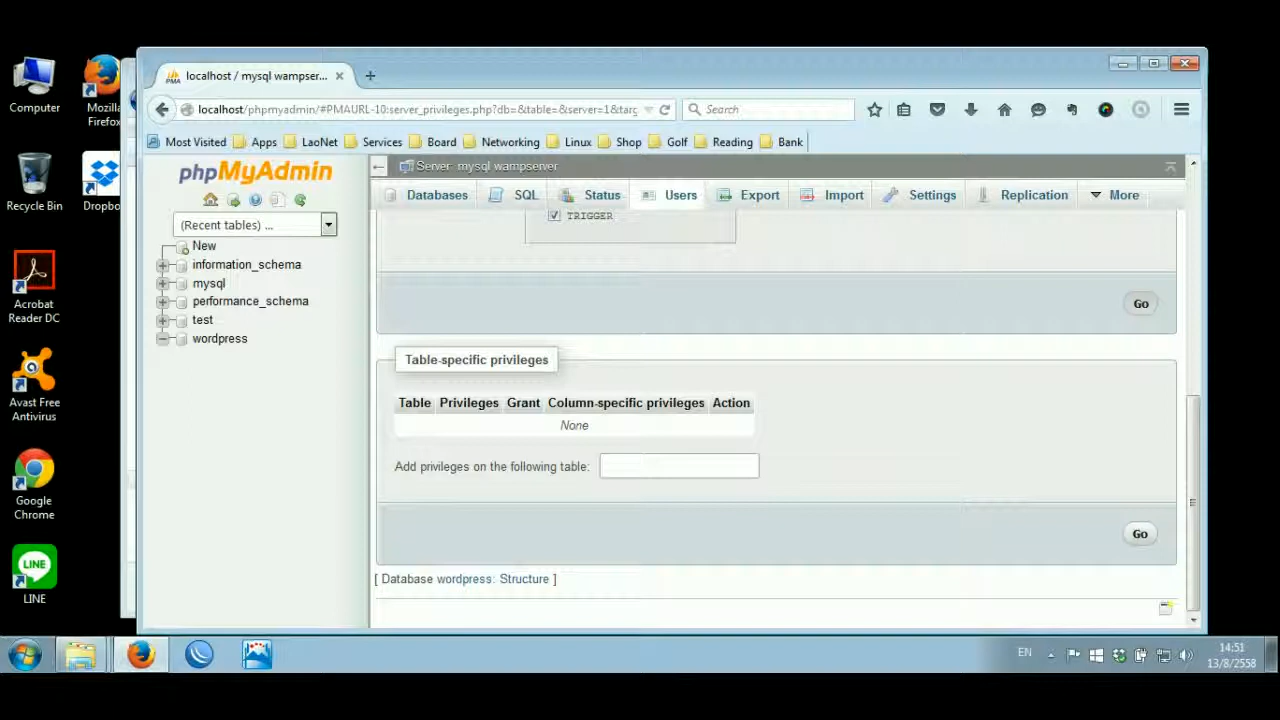 Computer
Mozilla
Firefox
Recycle Bin
Dropbo
Acrobat
Reader DC
Avast Free
Antivirus
Google
Chrome
LINE
LINE
PMA
localhost / mysql wampser...
localhost/phpmyadmin/#PMAURL-10:server_privileges.php?db=&table=&server=1&targ
Search
Most Visited
Apps
LaoNet
Services
Board
Networking
Linux
Shop
Golf
Reading
Bank
phpMyAdmin
(Recent tables) ...
New
information_schema
mysql
performance_schema
test
wordpress
Server: mysql wampserver
Databases
SQL
Status
Users
Export
Import
Settings
Replication
More
TRIGGER
Go
Table-specific privileges
Table Privileges Grant Column-specific privileges Action
None
Add privileges on the following table:
Go
[ Database wordpress: Structure ]
EN
14:51
13/8/2558